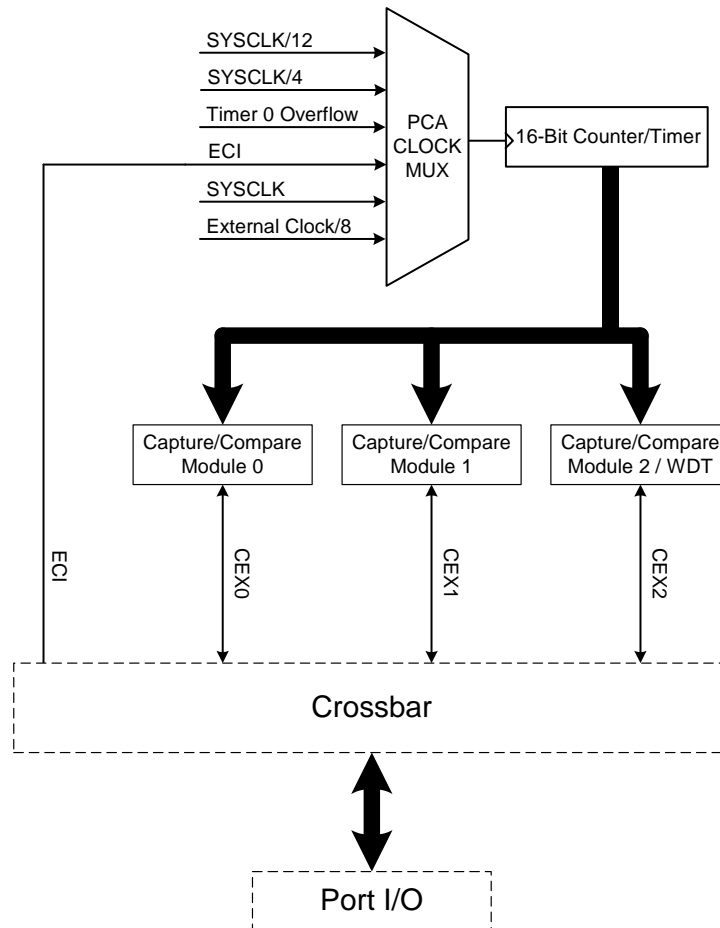 SYSCLK/12
SYSCLK/4
Timer 0 Overflow
ECI
SYSCLK
External Clock/8
PCA
CLOCK
MUX
16-Bit Counter/Timer
Capture/Compare
Module 0
Capture/Compare
Module 1
Capture/Compare
Module 2 / WDT
ECI
CEX0
CEX1
CEX2
Crossbar
Port I/O